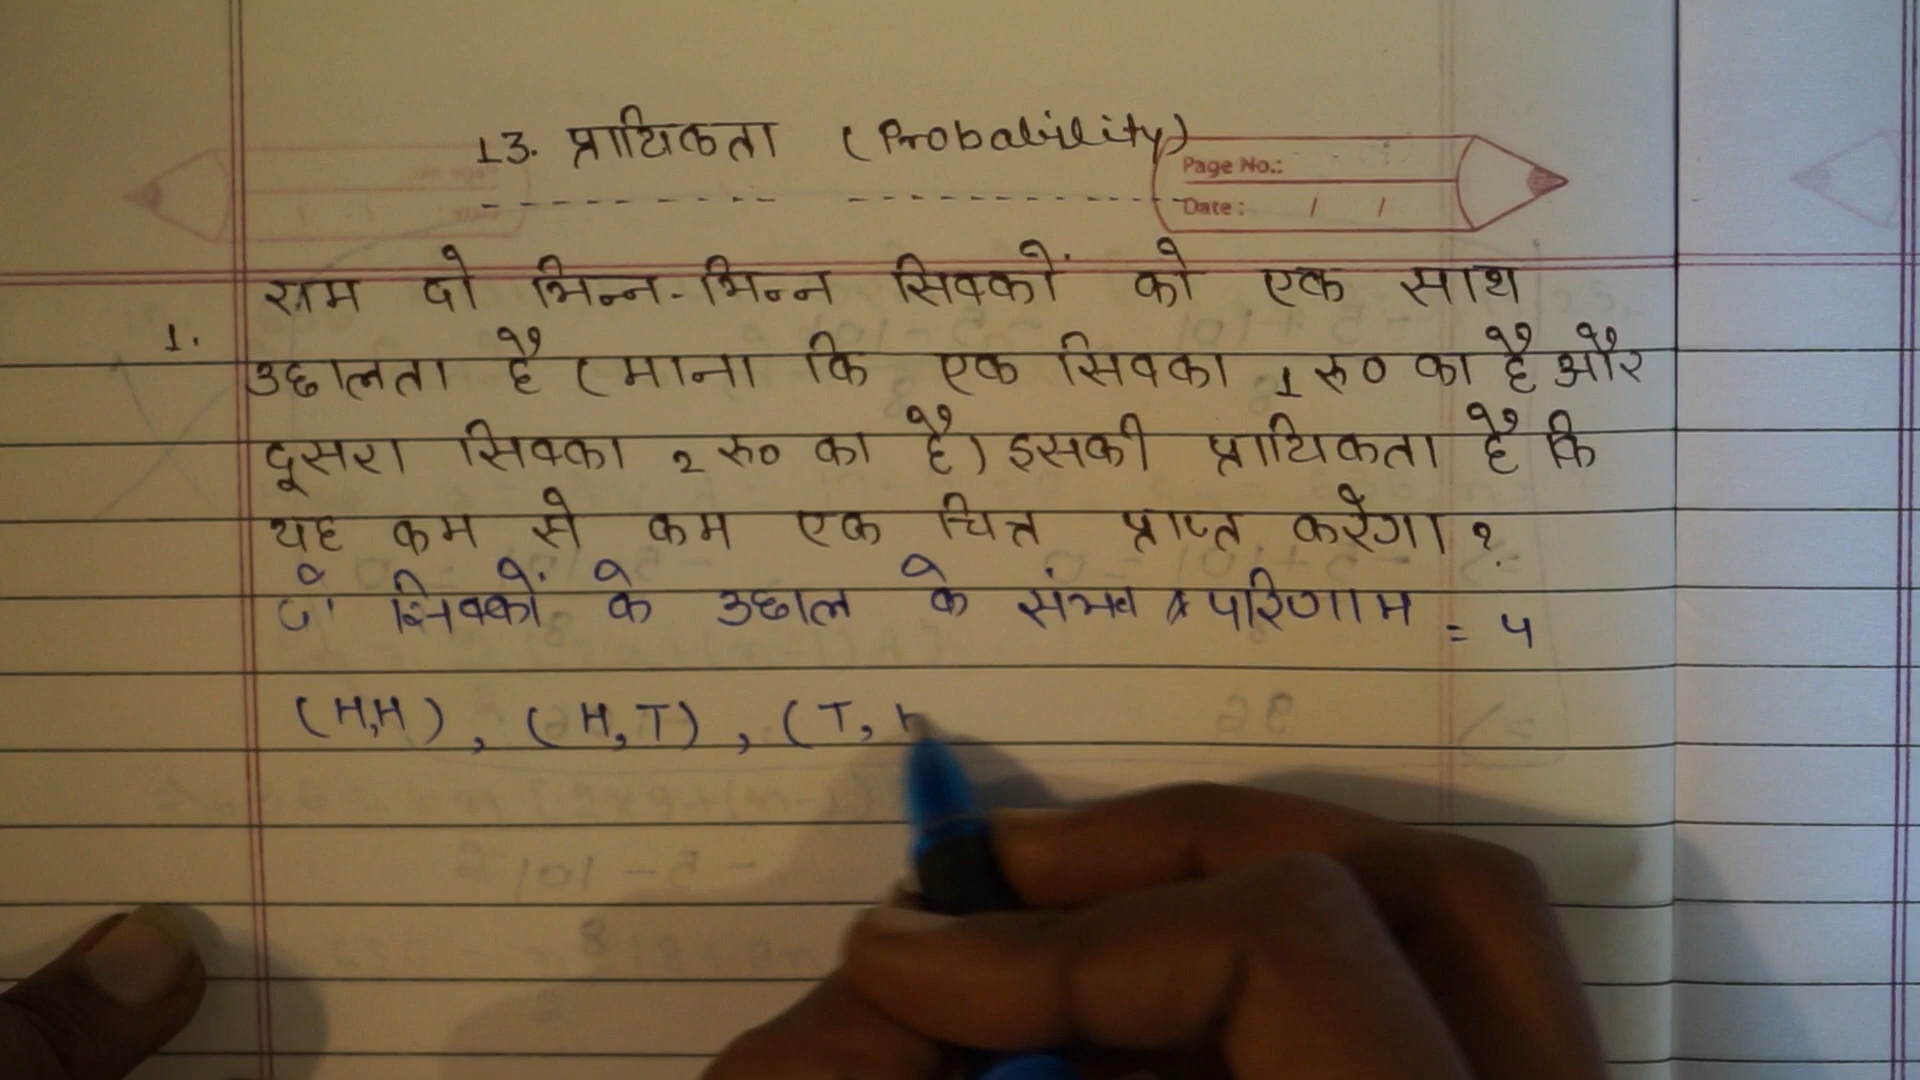 13. प्रायिकता (Probability)
Page No.:
Date: / /
राम दो भिन्न-भिन्न सिक्कों को एक साथ
1.
उछालता है (माना कि एक सिक्का 1 रु० का है और
दूसरा सिक्का 2 रु० का है) इसकी प्रायिकता है कि
यह कम से कम एक चित्त प्राप्त करेगा ?
सिक्कों के उछाल के संभव परिणाम = 4
(H,H), (H,T), (T,